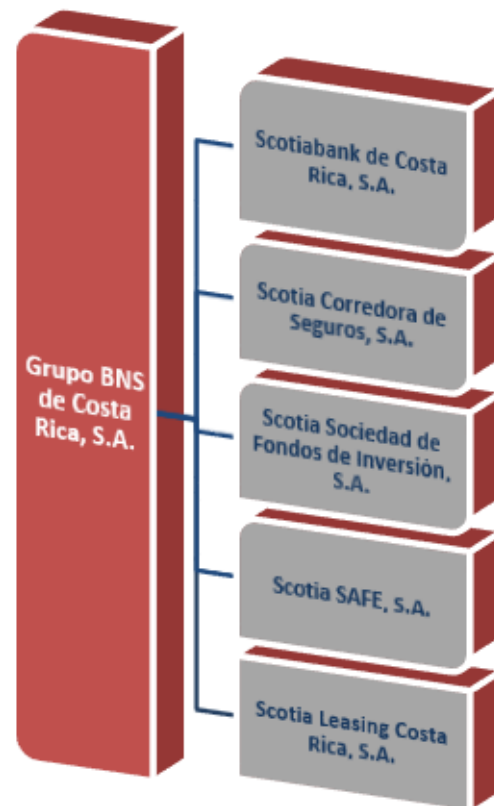 Grupo BNS
de Costa
Rica, S.A.
Scotiabank de Costa
Rica, S.A.
Scotia Corredora de
Seguros, S.A.
Scotia Sociedad de
Fondos de Inversión,
S.A.
Scotia SAFE, S.A.
Scotia Leasing Costa
Rica, S.A.